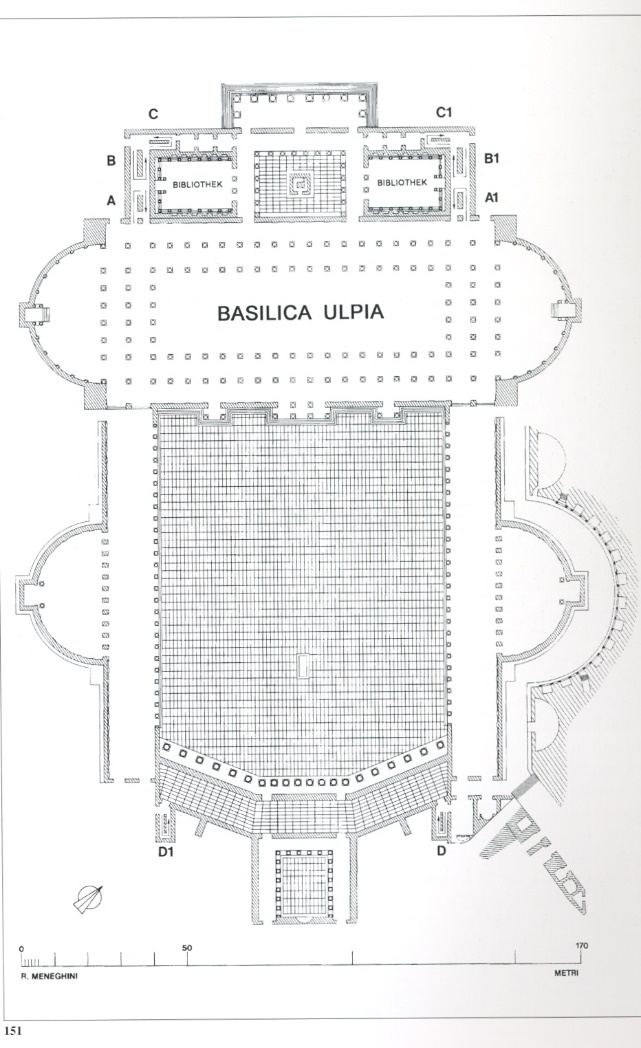 C
C1
B
B1
BIBLIOTHEK
BIBLIOTHEK
A
A1
BASILICA ULPIA
D1
D
0
50
170
R. MENEGHINI
METRI
151